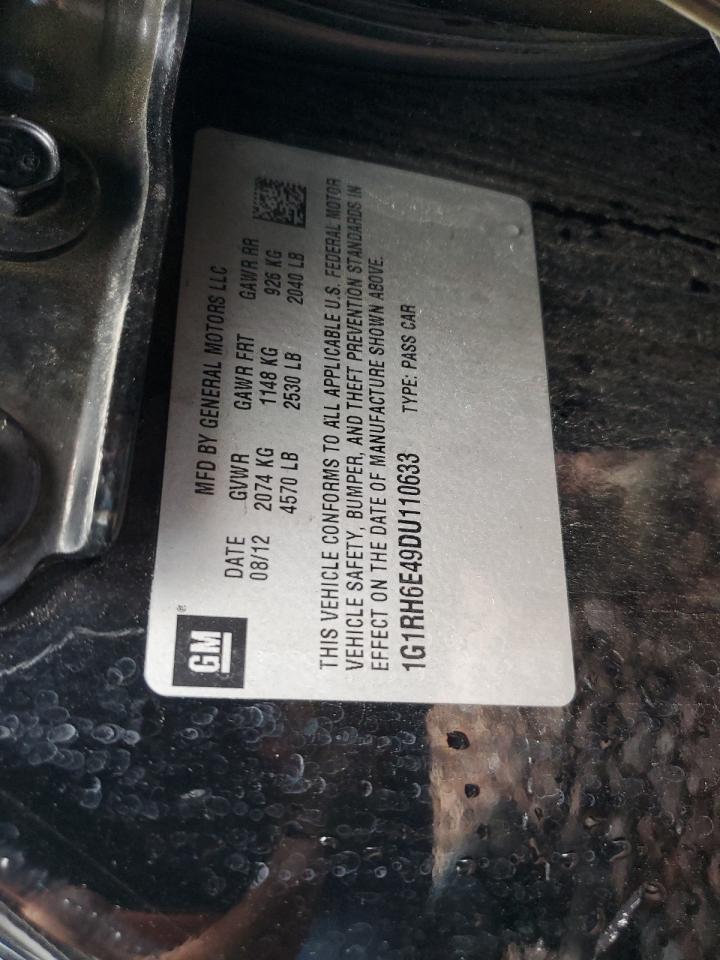 GM ®
MFD BY GENERAL MOTORS LLC
DATE GVWR GAWR FRT GAWR RR
08/12 2074 KG 1148 KG 926 KG
4570 LB 2530 LB 2040 LB
THIS VEHICLE CONFORMS TO ALL APPLICABLE U.S. FEDERAL MOTOR
VEHICLE SAFETY, BUMPER, AND THEFT PREVENTION STANDARDS IN
EFFECT ON THE DATE OF MANUFACTURE SHOWN ABOVE.
1G1RH6E49DU110633 TYPE: PASS CAR